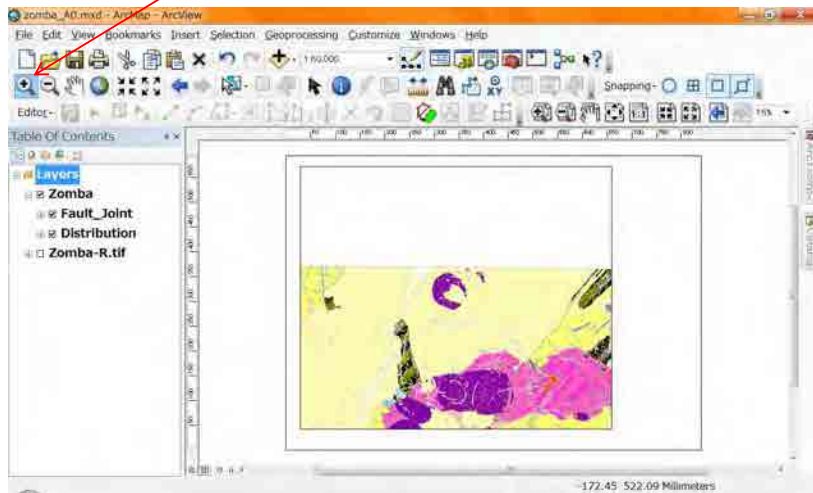 zomba_A0.mxd - ArcMap - ArcView
File Edit View Bookmarks Insert Selection Geoprocessing Customize Windows Help
Snapping-
Editor-
15%
Table Of Contents
Layers
Zomba
Fault_Joint
Distribution
Zomba-R.tif
-172.45 522.09 Millimeters